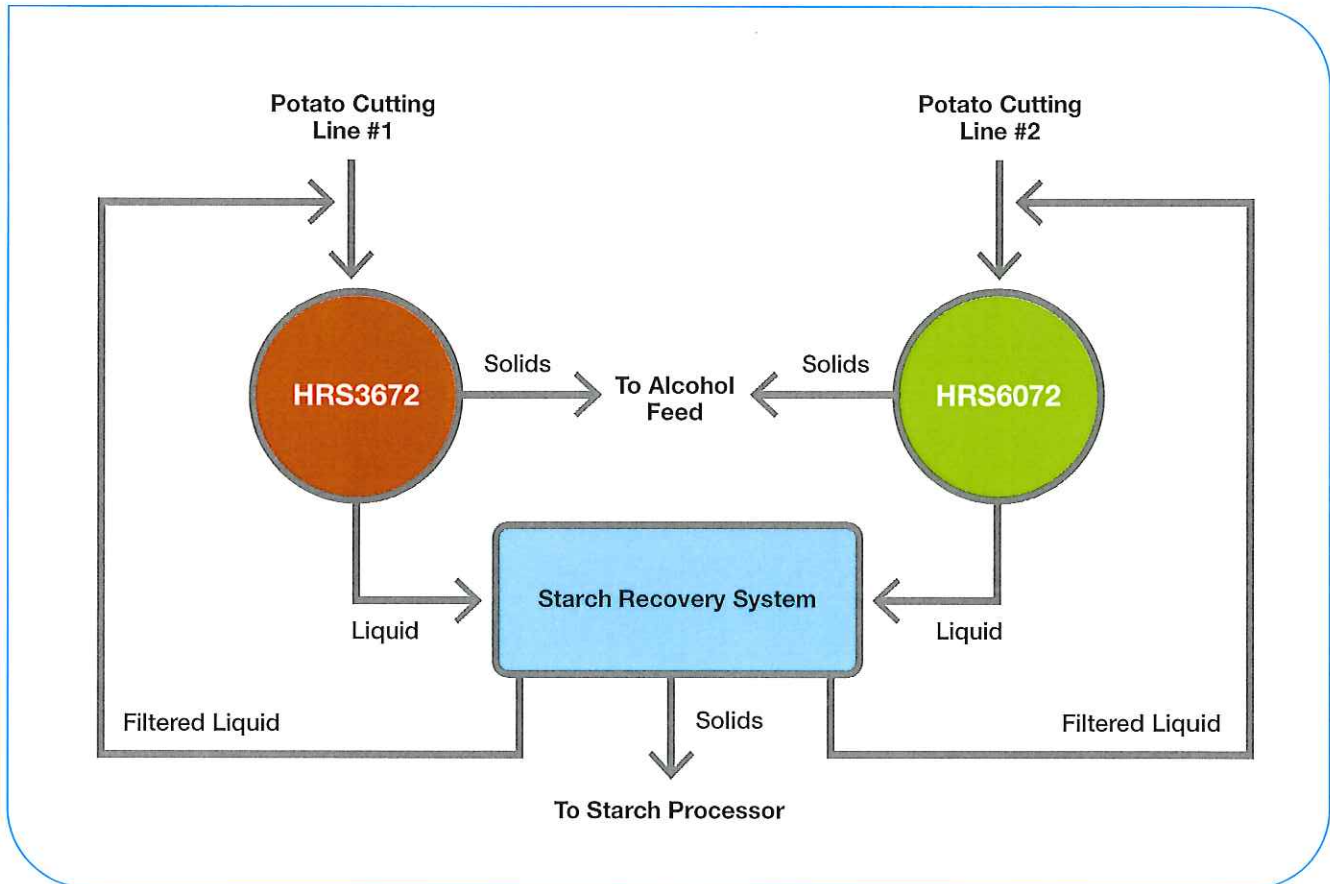 Potato Cutting
Line #1
Potato Cutting
Line #2
HRS3672
Solids
To Alcohol
Feed
Solids
HRS6072
Starch Recovery System
Liquid
Liquid
Filtered Liquid
Solids
Filtered Liquid
To Starch Processor